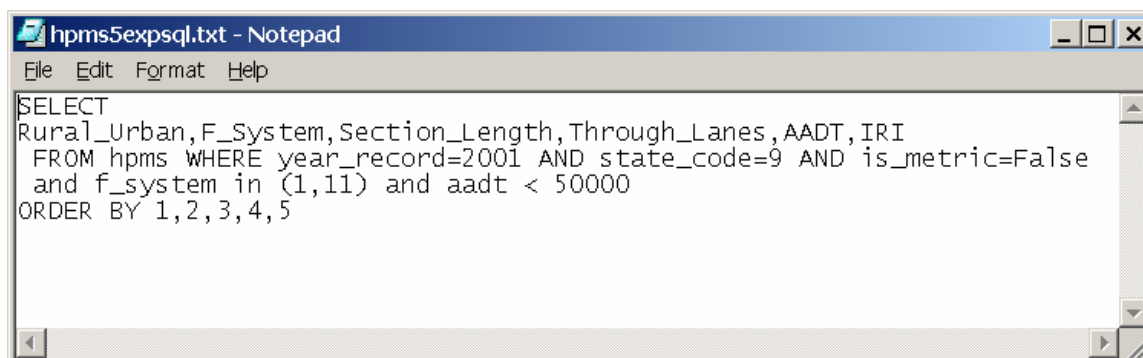 hpms5expsql.txt - Notepad
File Edit Format Help
SELECT
Rural_Urban,F_System,Section_Length,Through_Lanes,AADT,IRI
FROM hpms WHERE year_record=2001 AND state_code=9 AND is_metric=False
and f_system in (1,11) and aadt < 50000
ORDER BY 1,2,3,4,5